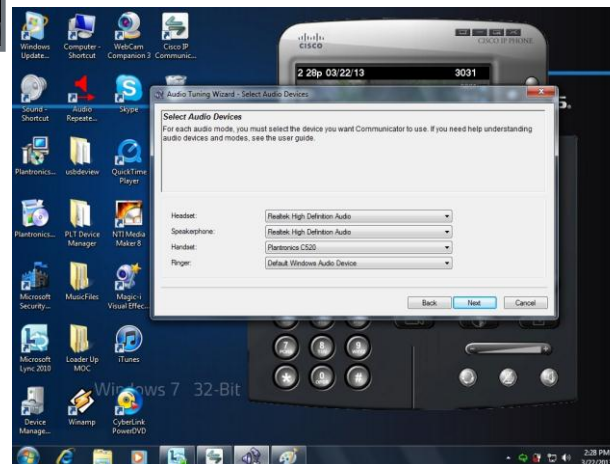 Windows Update...
Computer - Shortcut
WebCam Companion 3
Cisco IP Communic...
Sound - Shortcut
Audio Repeate...
Skype
Plantronics...
usbdeview
QuickTime Player
Plantronics...
PLT Device Manager
NTI Media Maker 8
Microsoft Security...
MusicFiles
Magic-i Visual Effec...
Microsoft Lync 2010
Loader Up MOC
iTunes
Device Manage...
Winamp
CyberLink PowerDVD
Windows 7 32-Bit
CISCO
CISCO IP PHONE
2 28p 03/22/13 3031
Audio Tuning Wizard - Select Audio Devices
Select Audio Devices
For each audio mode, you must select the device you want Communicator to use. If you need help understanding
audio devices and modes, see the user guide.
Headset: Realtek High Definition Audio
Speakerphone: Realtek High Definition Audio
Handset: Plantronics C520
Ringer: Default Windows Audio Device
Back Next Cancel
7 8 9
* 0 #
2:28 PM